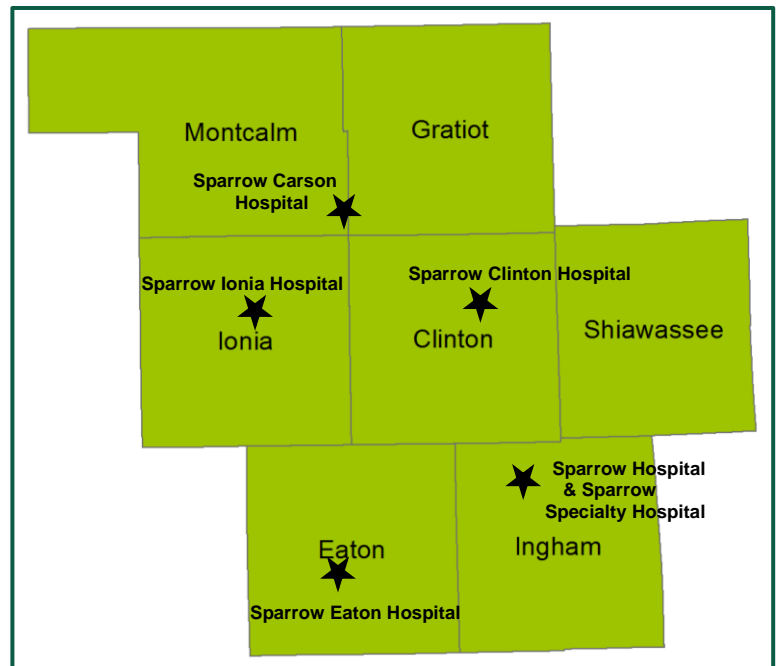 Montcalm
Gratiot
Sparrow Carson
Hospital
Sparrow Ionia Hospital
Sparrow Clinton Hospital
Ionia
Clinton
Shiawassee
Sparrow Hospital
& Sparrow
Specialty Hospital
Eaton
Ingham
Sparrow Eaton Hospital